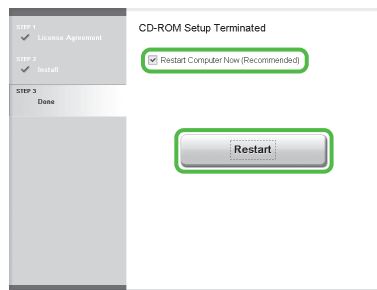 STEP 1
License Agreement
STEP 2
Install
STEP 3
Done
CD-ROM Setup Terminated
Restart Computer Now (Recommended)
Restart